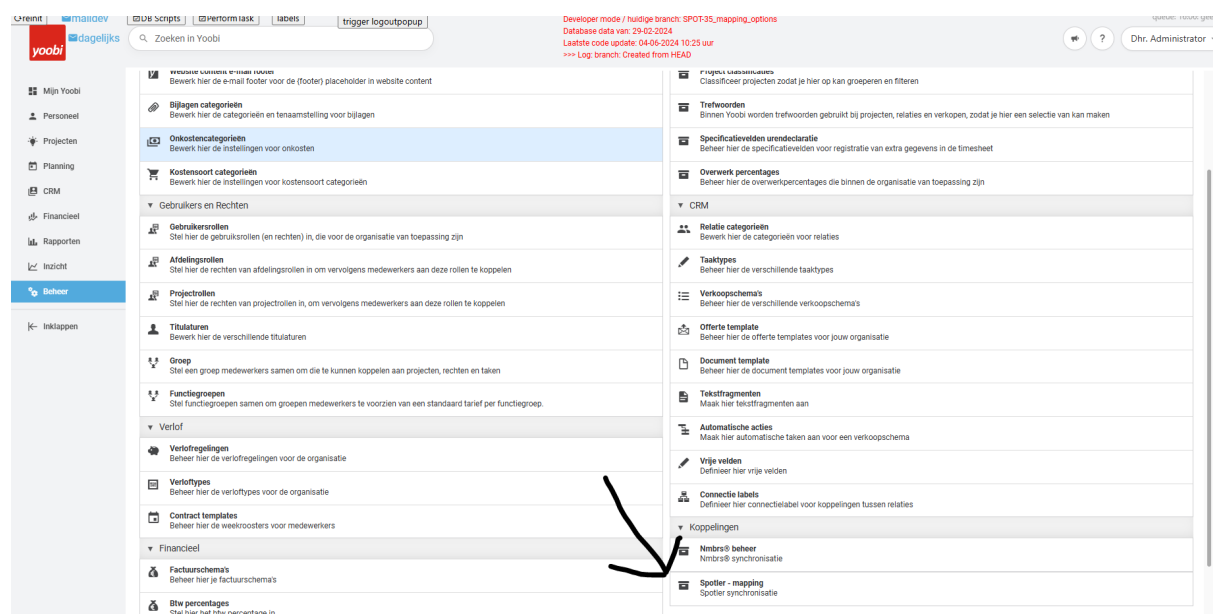 maildev
DB Scripts
PerformTask
labels
trigger logoutpopup
Developer mode / huidige branch: SPOT-35_mapping_options
Database data van: 29-02-2024
Laatste code update: 04-06-2024 10:25 uur
>>> Log: branch: Created from HEAD
yoobi
dagelijks
Zoeken in Yoobi
?
Dhr. Administrator
Mijn Yoobi
Personeel
Projecten
Planning
CRM
Financieel
Rapporten
Inzicht
Beheer
Inklappen
Website content e-mail footer
Bewerk hier de e-mail footer voor de {footer} placeholder in website content
Bijlagen categorieën
Bewerk hier de categorieën en tenaamstelling voor bijlagen
Onkostencategorieën
Bewerk hier de instellingen voor onkosten
Kostensoort categorieën
Bewerk hier de instellingen voor kostensoort categorieën
Gebruikers en Rechten
Gebruikersrollen
Stel hier de gebruiksrollen (en rechten) in, die voor de organisatie van toepassing zijn
Afdelingsrollen
Stel hier de rechten van afdelingsrollen in om vervolgens medewerkers aan deze rollen te koppelen
Projectrollen
Stel hier de rechten van projectrollen in, om vervolgens medewerkers aan deze rollen te koppelen
Titulaturen
Bewerk hier de verschillende titulaturen
Groep
Stel een groep medewerkers samen om die te kunnen koppelen aan projecten, rechten en taken
Functiegroepen
Stel functiegroepen samen om groepen medewerkers te voorzien van een standaard tarief per functiegroep.
Verlof
Verlofregelingen
Beheer hier de verlofregelingen voor de organisatie
Verloftypes
Beheer hier de verloftypes voor de organisatie
Contract templates
Beheer hier de weekroosters voor medewerkers
Financieel
Factuurschema's
Beheer hier je factuurschema's
Btw percentages
Stel hier het btw percentage in
Project classificaties
Classificeer projecten zodat je hier op kan groeperen en filteren
Trefwoorden
Binnen Yoobi worden trefwoorden gebruikt bij projecten, relaties en verkopen, zodat je hier een selectie van kan maken
Specificatievelden urendeclaratie
Beheer hier de specificatievelden voor registratie van extra gegevens in de timesheet
Overwerk percentages
Beheer hier de overwerkpercentages die binnen de organisatie van toepassing zijn
CRM
Relatie categorieën
Bewerk hier de categorieën voor relaties
Taaktypes
Beheer hier de verschillende taaktypes
Verkoopschema's
Beheer hier de verschillende verkoopschema's
Offerte template
Beheer hier de offerte templates voor jouw organisatie
Document template
Beheer hier de document templates voor jouw organisatie
Tekstfragmenten
Maak hier tekstfragmenten aan
Automatische acties
Maak hier automatische taken aan voor een verkoopschema
Vrije velden
Definieer hier vrije velden
Connectie labels
Definieer hier connectielabel voor koppelingen tussen relaties
Koppelingen
Nmbrs® beheer
Nmbrs® synchronisatie
Spotler - mapping
Spotler synchronisatie